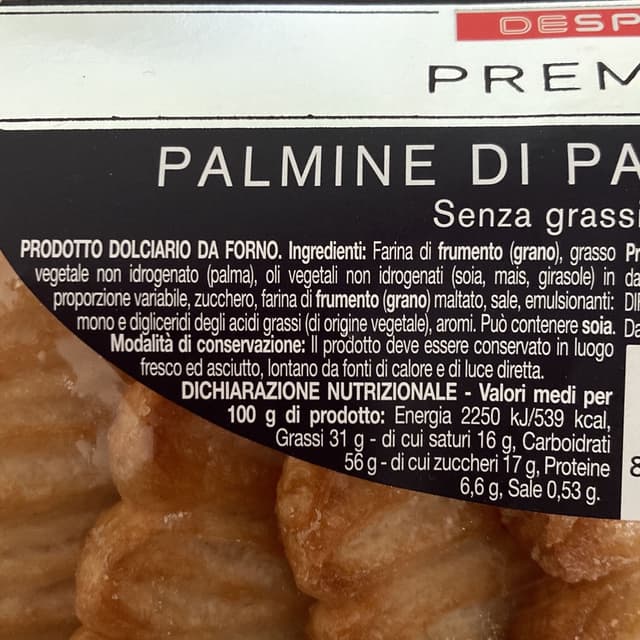 DESP
PREM
PALMINE DI PA
Senza grassi
PRODOTTO DOLCIARIO DA FORNO. Ingredienti: Farina di frumento (grano), grasso
vegetale non idrogenato (palma), oli vegetali non idrogenati (soia, mais, girasole) in
proporzione variabile, zucchero, farina di frumento (grano) maltato, sale, emulsionanti:
mono e digliceridi degli acidi grassi (di origine vegetale), aromi. Può contenere soia.
Modalità di conservazione: Il prodotto deve essere conservato in luogo
fresco ed asciutto, lontano da fonti di calore e di luce diretta.
DICHIARAZIONE NUTRIZIONALE - Valori medi per
100 g di prodotto: Energia 2250 kJ/539 kcal,
Grassi 31 g - di cui saturi 16 g, Carboidrati
56 g - di cui zuccheri 17 g, Proteine
6,6 g, Sale 0,53 g.
Pr
da
DI
Da
8